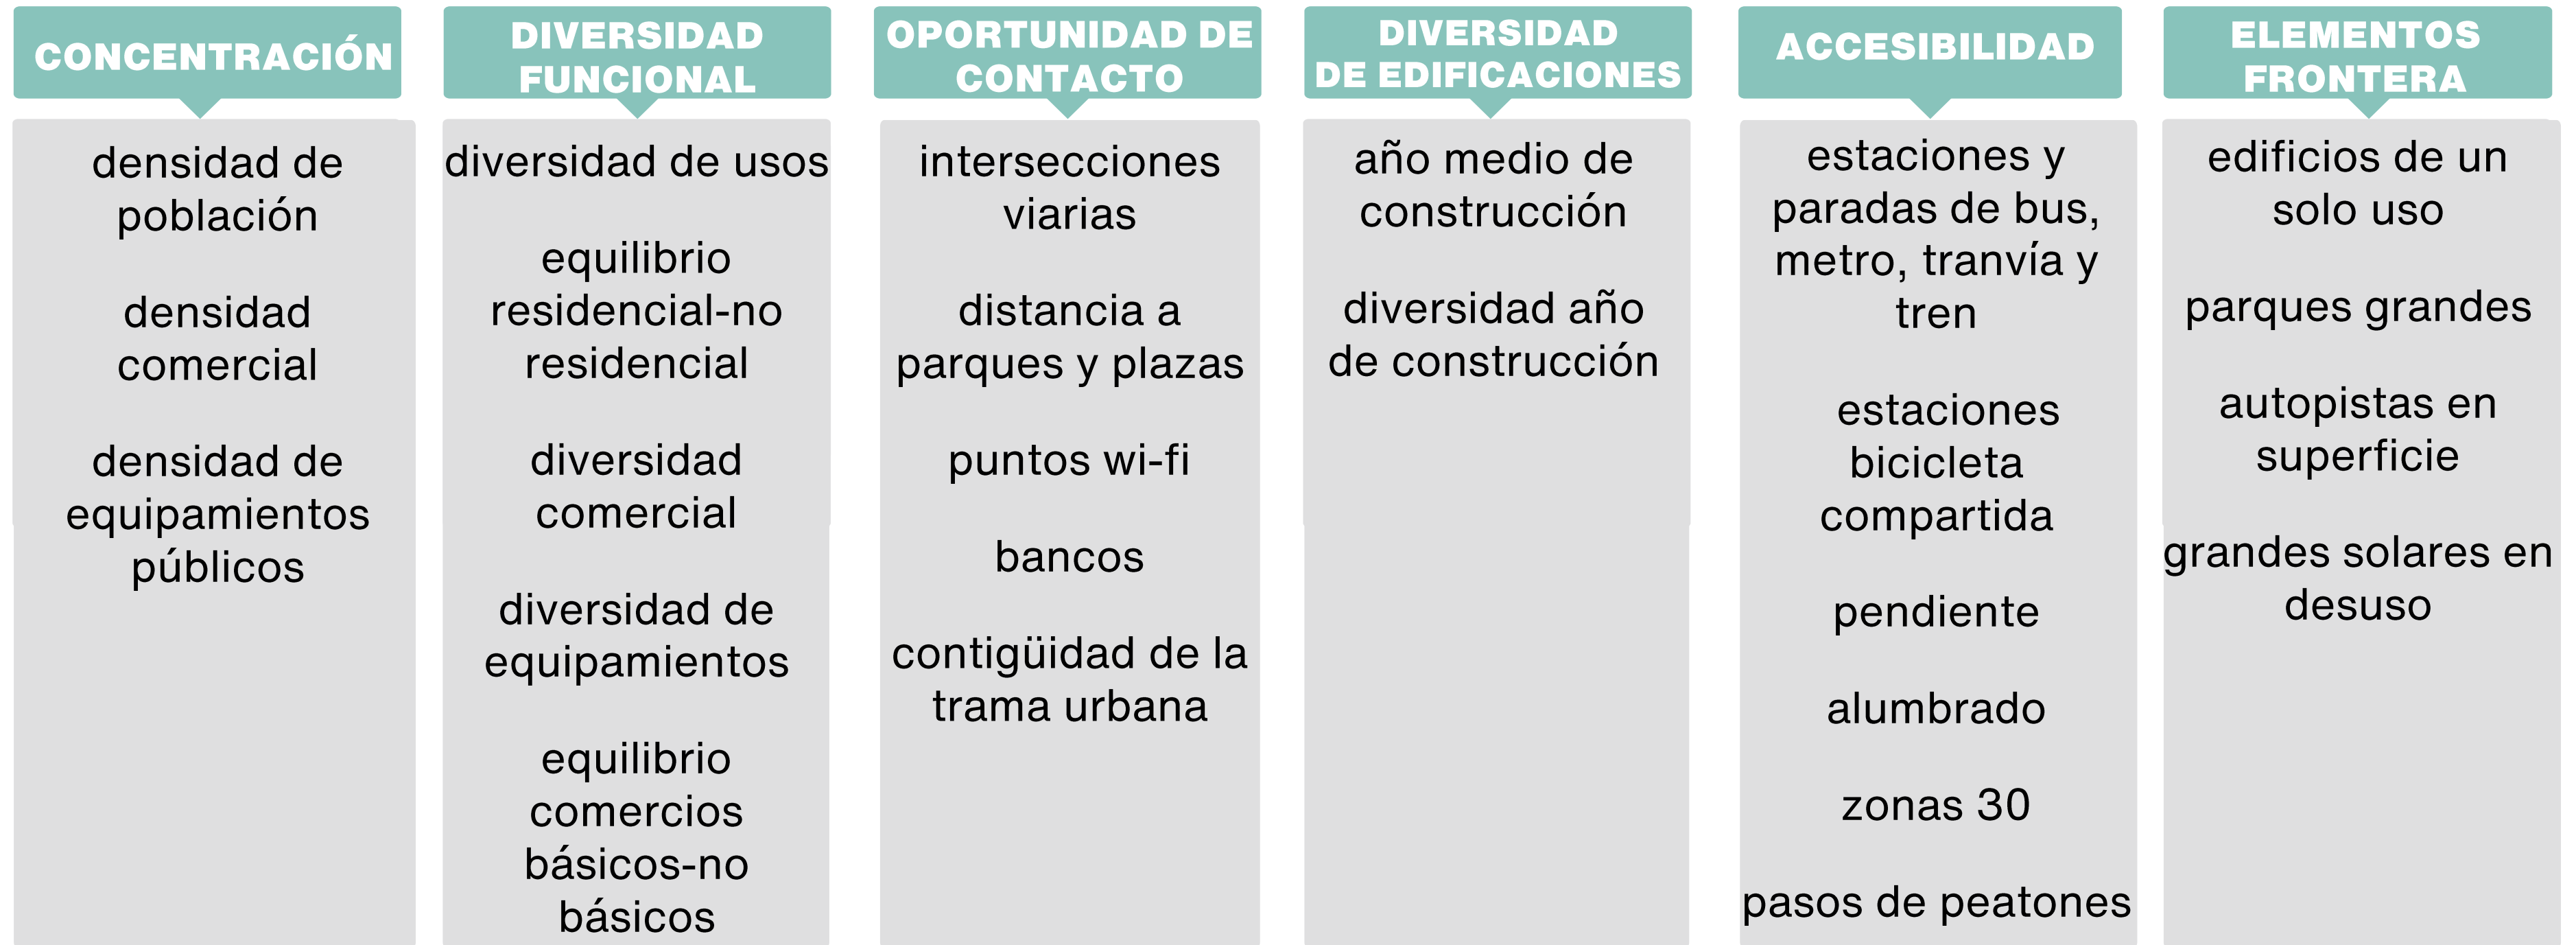 CONCENTRACIÓN
densidad de
población
densidad
comercial
densidad de
equipamientos
públicos
DIVERSIDAD
FUNCIONAL
diversidad de usos
equilibrio
residencial-no
residencial
diversidad
comercial
diversidad de
equipamientos
equilibrio
comercios
básicos-no
básicos
OPORTUNIDAD DE
CONTACTO
intersecciones
viarias
distancia a
parques y plazas
puntos wi-fi
bancos
contigüidad de la
trama urbana
DIVERSIDAD
DE EDIFICACIONES
año medio de
construcción
diversidad año
de construcción
ACCESIBILIDAD
estaciones y
paradas de bus,
metro, tranvía y
tren
estaciones
bicicleta
compartida
pendiente
alumbrado
zonas 30
pasos de peatones
ELEMENTOS
FRONTERA
edificios de un
solo uso
parques grandes
autopistas en
superficie
grandes solares en
desuso